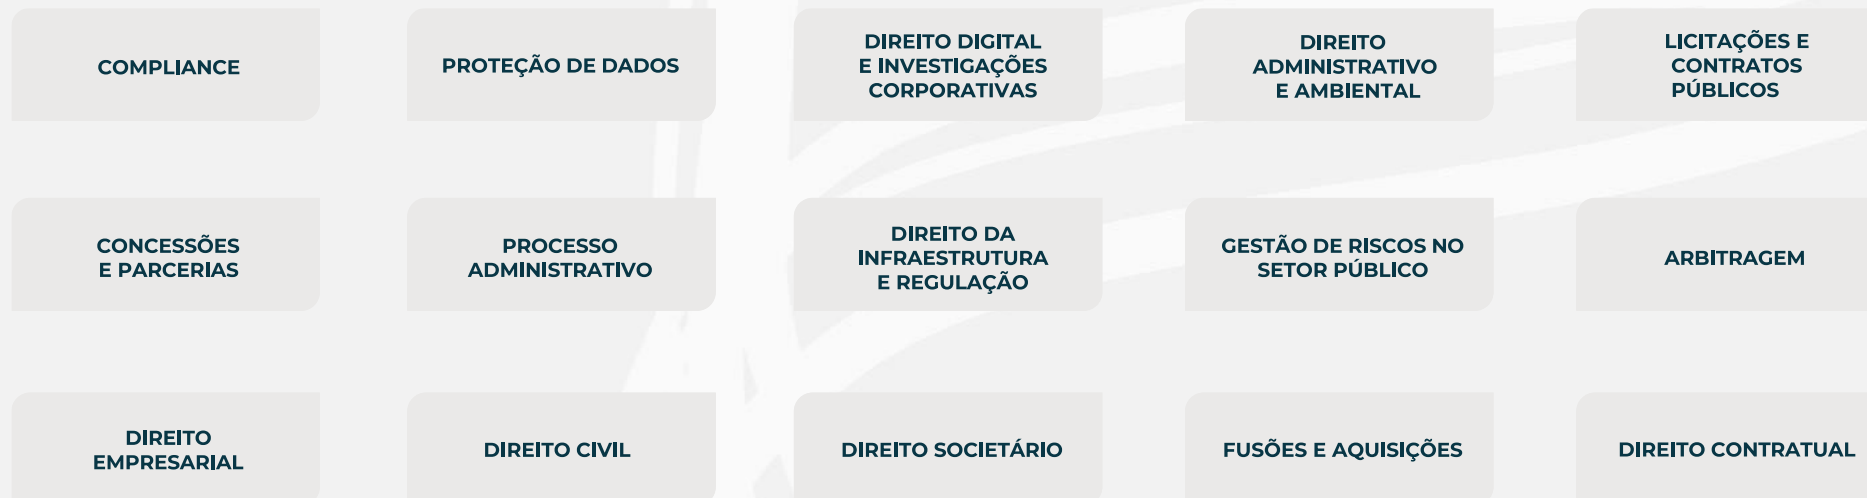 COMPLIANCE
PROTEÇÃO DE DADOS
DIREITO DIGITAL
E INVESTIGAÇÕES
CORPORATIVAS
DIREITO
ADMINISTRATIVO
E AMBIENTAL
LICITAÇÕES E
CONTRATOS
PÚBLICOS
CONCESSÕES
E PARCERIAS
PROCESSO
ADMINISTRATIVO
DIREITO DA
INFRAESTRUTURA
E REGULAÇÃO
GESTÃO DE RISCOS NO
SETOR PÚBLICO
ARBITRAGEM
DIREITO
EMPRESARIAL
DIREITO CIVIL
DIREITO SOCIETÁRIO
FUSÕES E AQUISIÇÕES
DIREITO CONTRATUAL